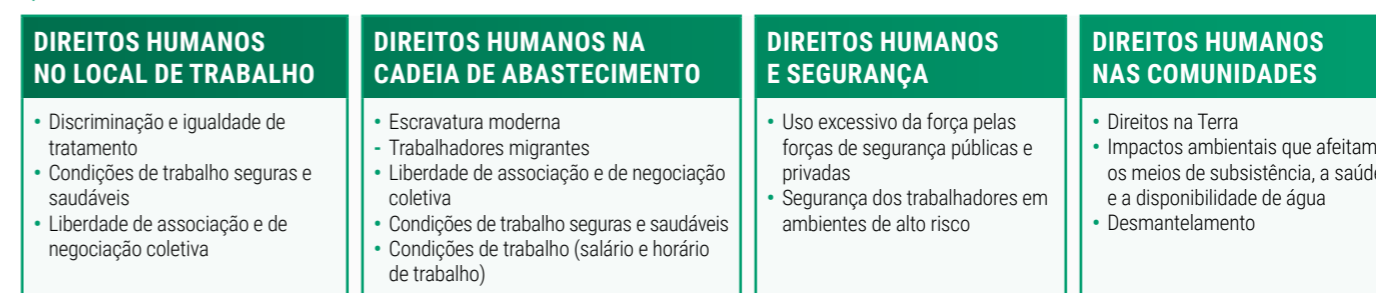 DIREITOS HUMANOS
NO LOCAL DE TRABALHO
• Discriminação e igualdade de
tratamento
• Condições de trabalho seguras e
saudáveis
• Liberdade de associação e de
negociação coletiva
DIREITOS HUMANOS NA
CADEIA DE ABASTECIMENTO
• Escravatura moderna
- Trabalhadores migrantes
• Liberdade de associação e de negociação
coletiva
• Condições de trabalho seguras e saudáveis
• Condições de trabalho (salário e horário
de trabalho)
DIREITOS HUMANOS
E SEGURANÇA
• Uso excessivo da força pelas
forças de segurança públicas e
privadas
• Segurança dos trabalhadores em
ambientes de alto risco
DIREITOS HUMANOS
NAS COMUNIDADES
• Direitos na Terra
• Impactos ambientais que afeitam
os meios de subsistência, a saúde
e a disponibilidade de água
• Desmantelamento